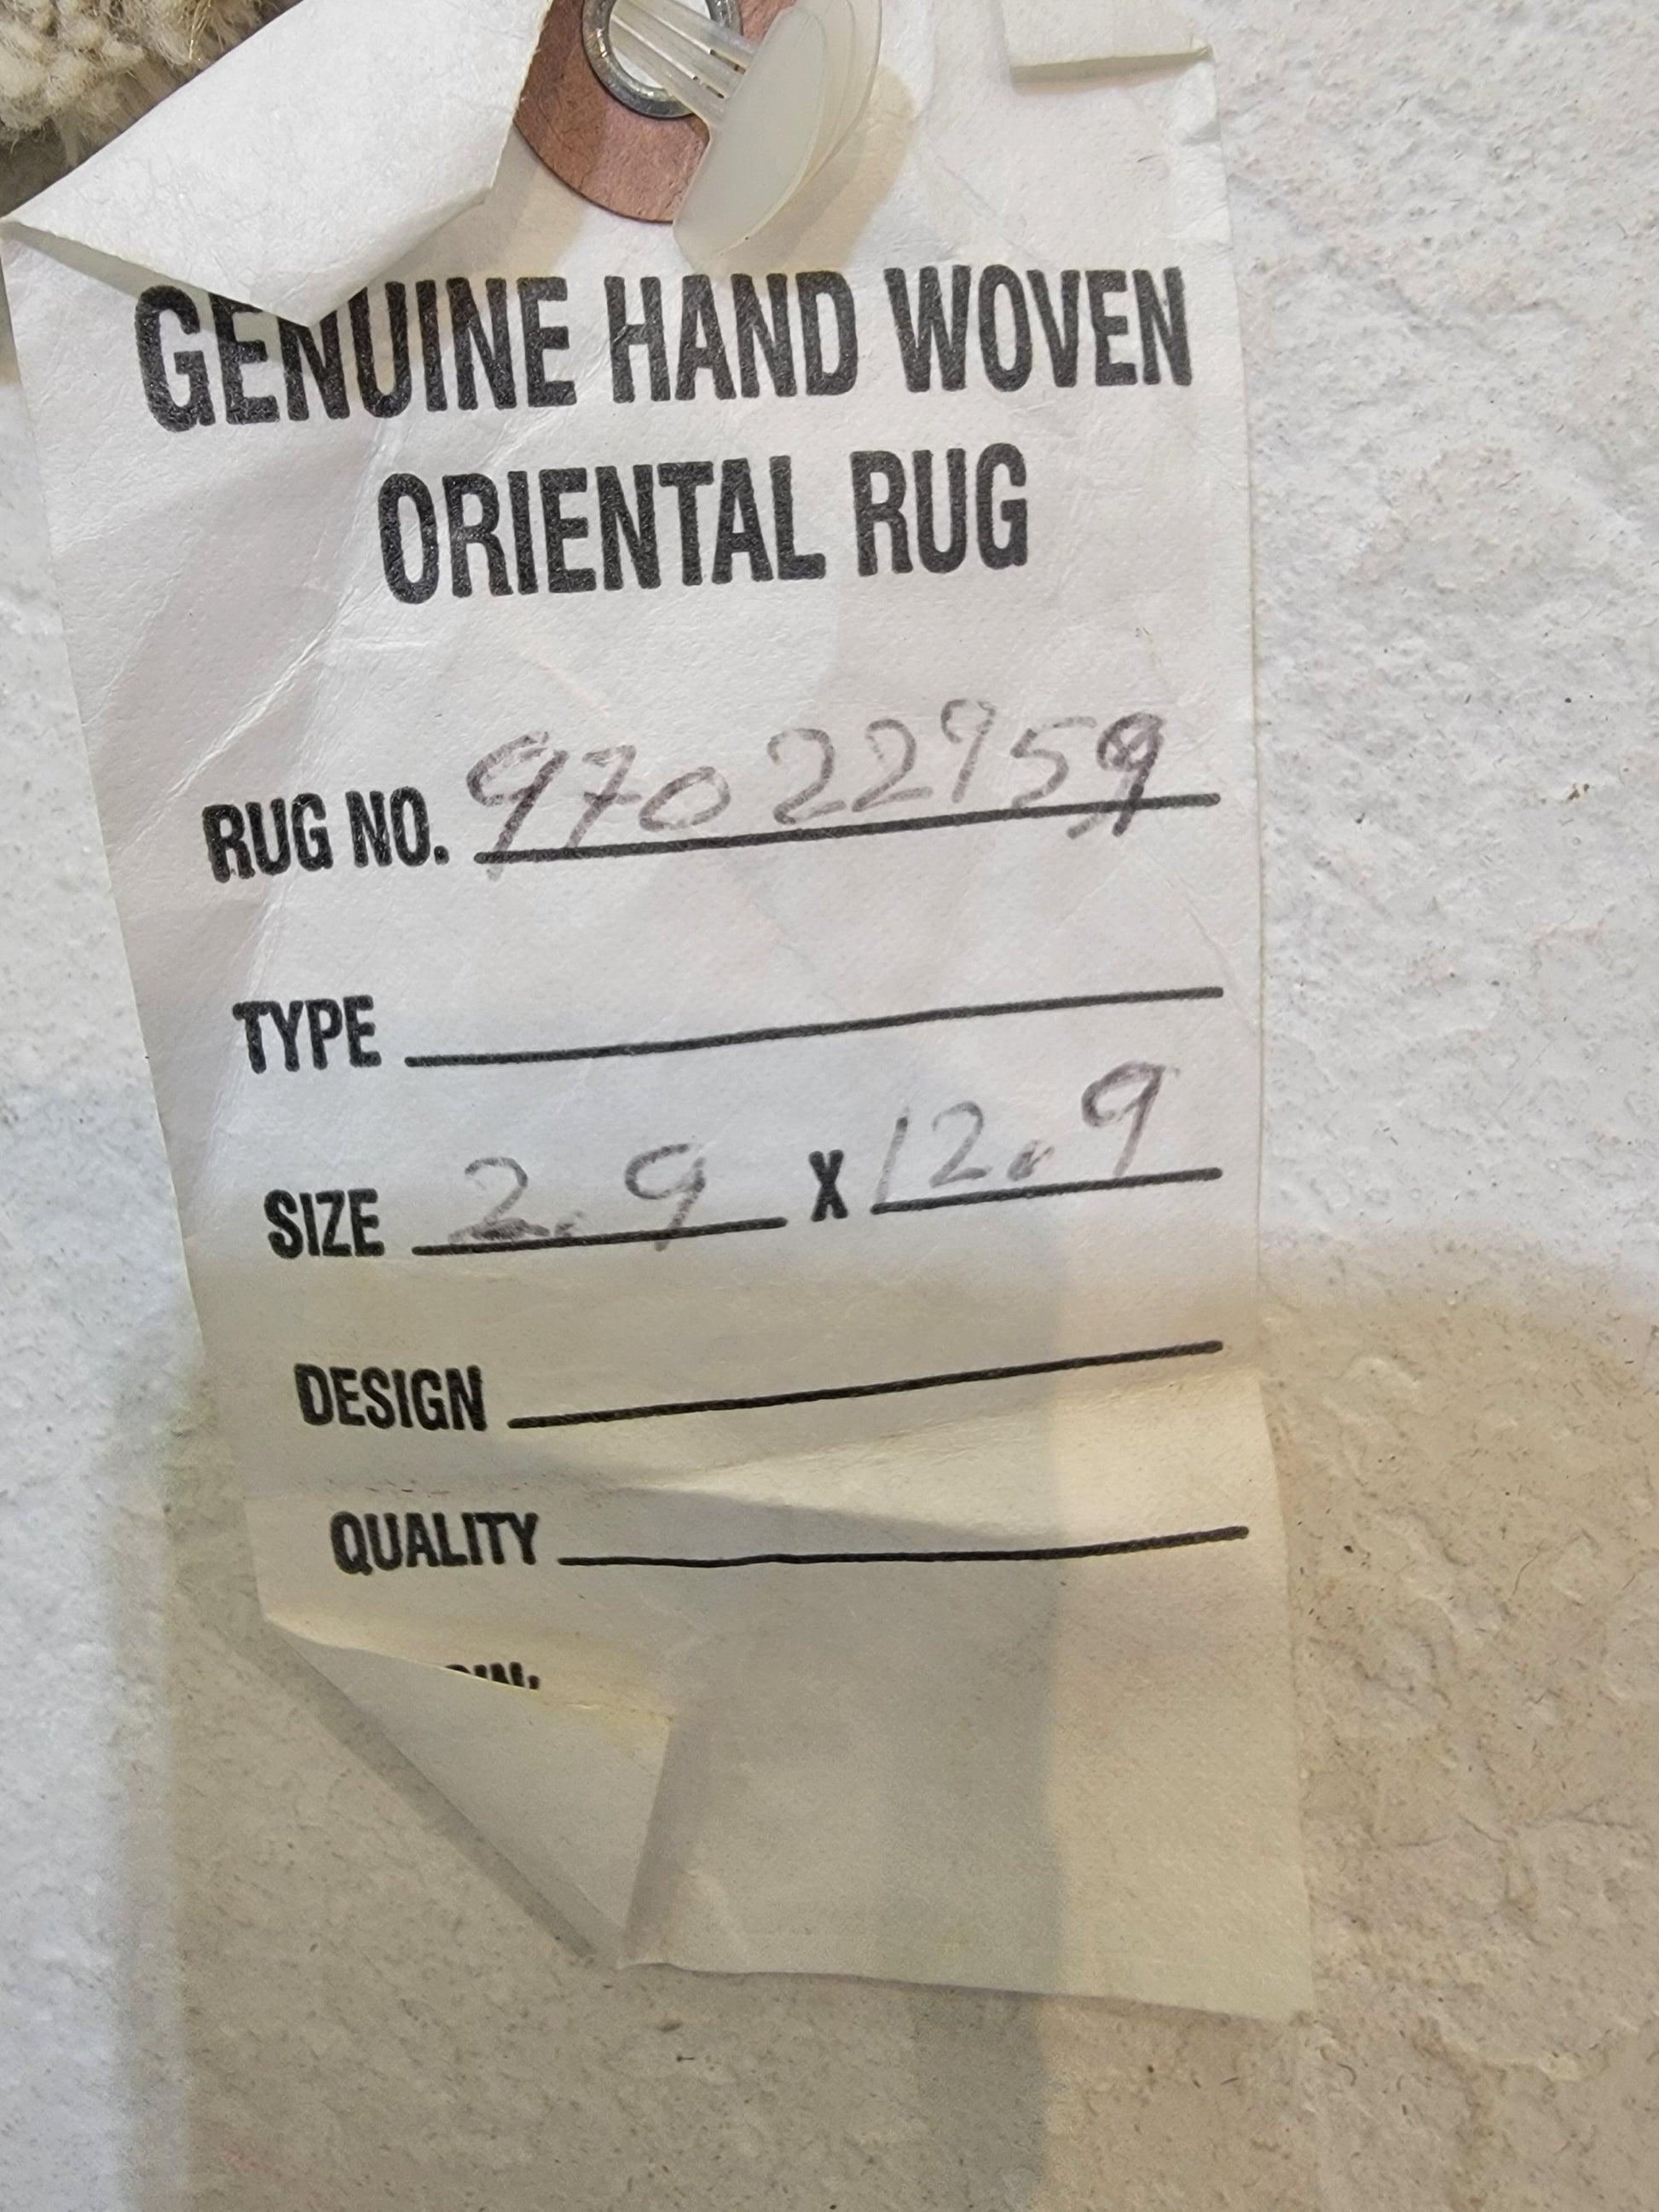 GENUINE HAND WOVEN
ORIENTAL RUG
RUG NO. 97022959
TYPE
SIZE 2.9 X 12.9
DESIGN
QUALITY